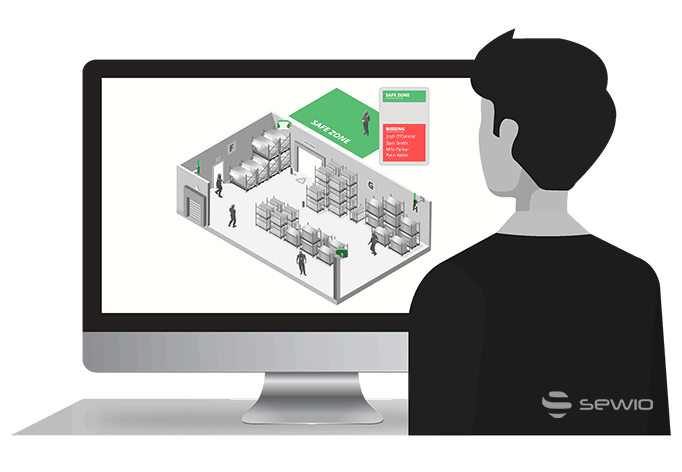 SAFE ZONE
SAFE ZONE
MISSING
Josh O'Connor
Sam Smith
Milo Parker
Fynn Keller
E
G
sewio